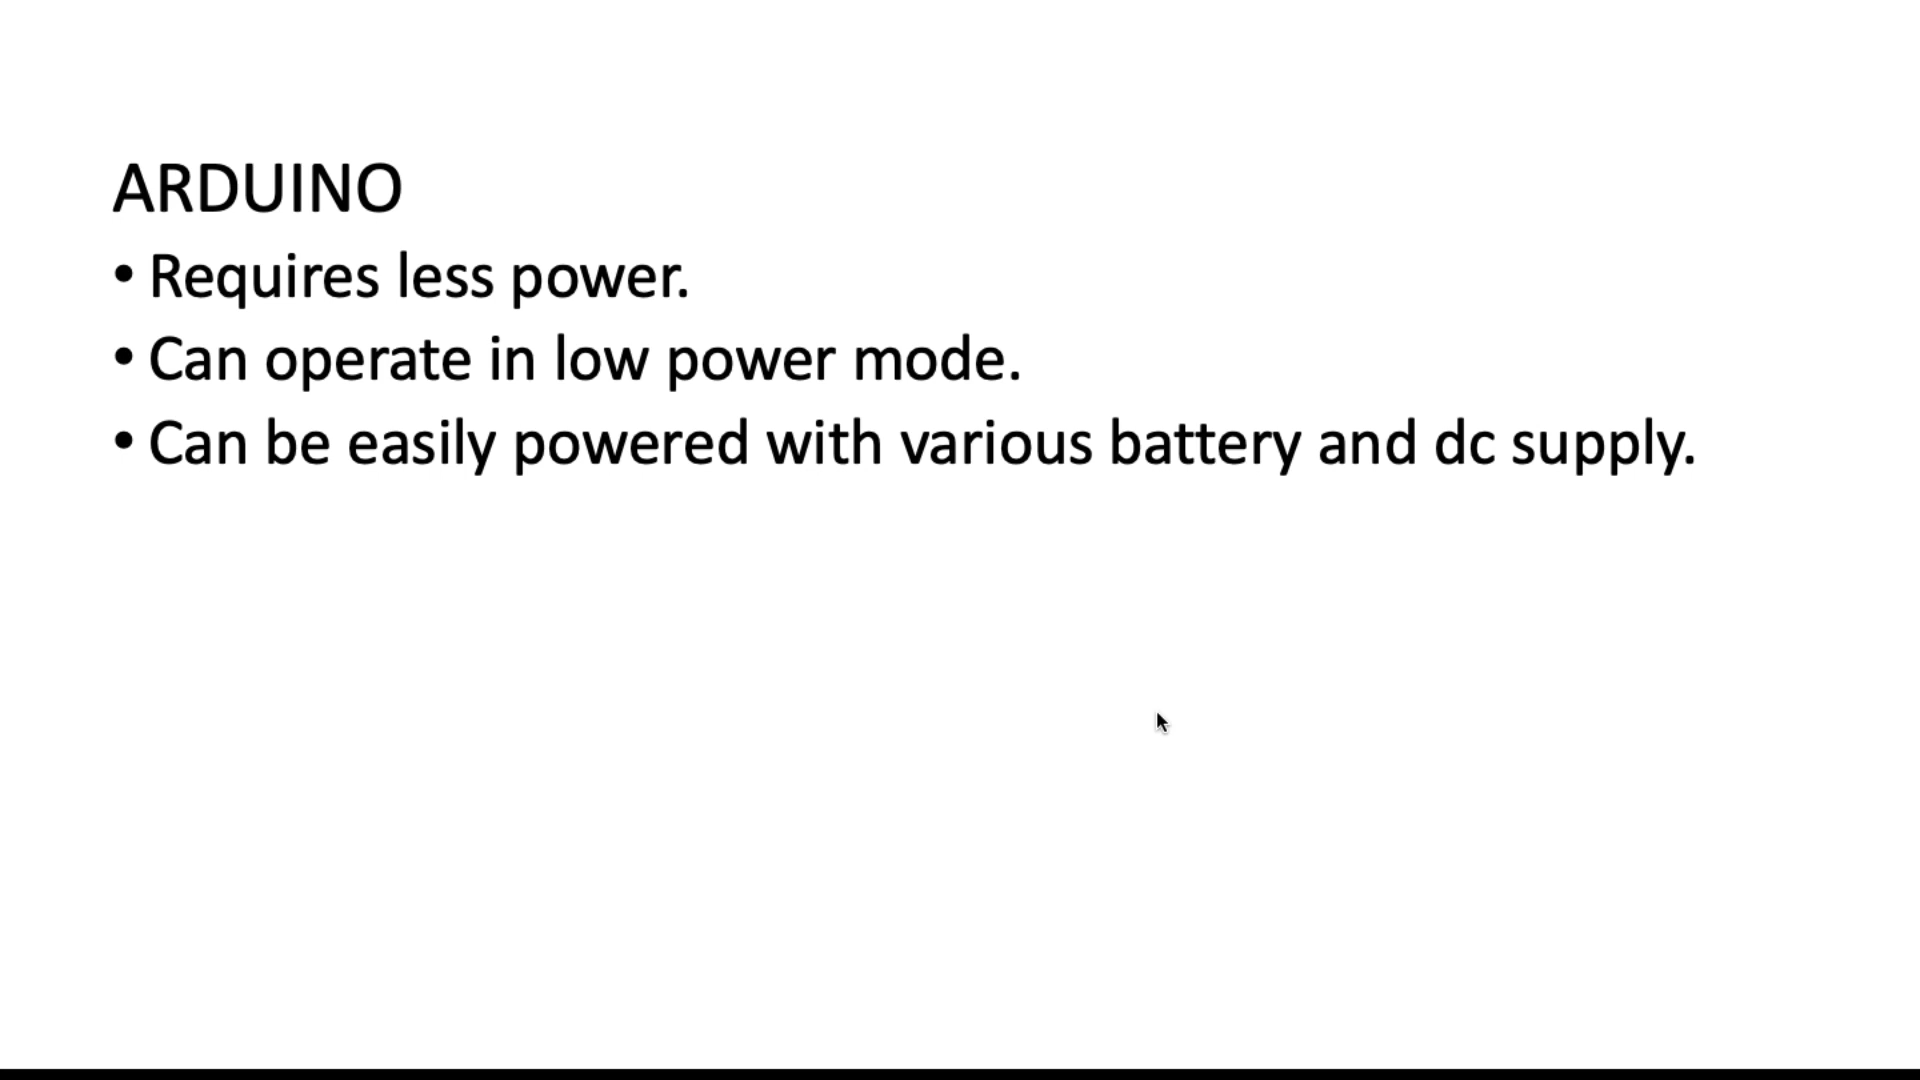 ARDUINO
• Requires less power.
• Can operate in low power mode.
• Can be easily powered with various battery and dc supply.